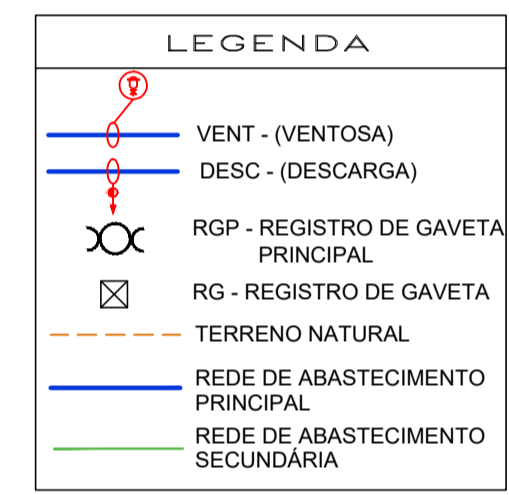 LEGENDA
VENT - (VENTOSA)
DESC - (DESCARGA)
RGP - REGISTRO DE GAVETA
PRINCIPAL
RG - REGISTRO DE GAVETA
TERRENO NATURAL
REDE DE ABASTECIMENTO
PRINCIPAL
REDE DE ABASTECIMENTO
SECUNDÁRIA